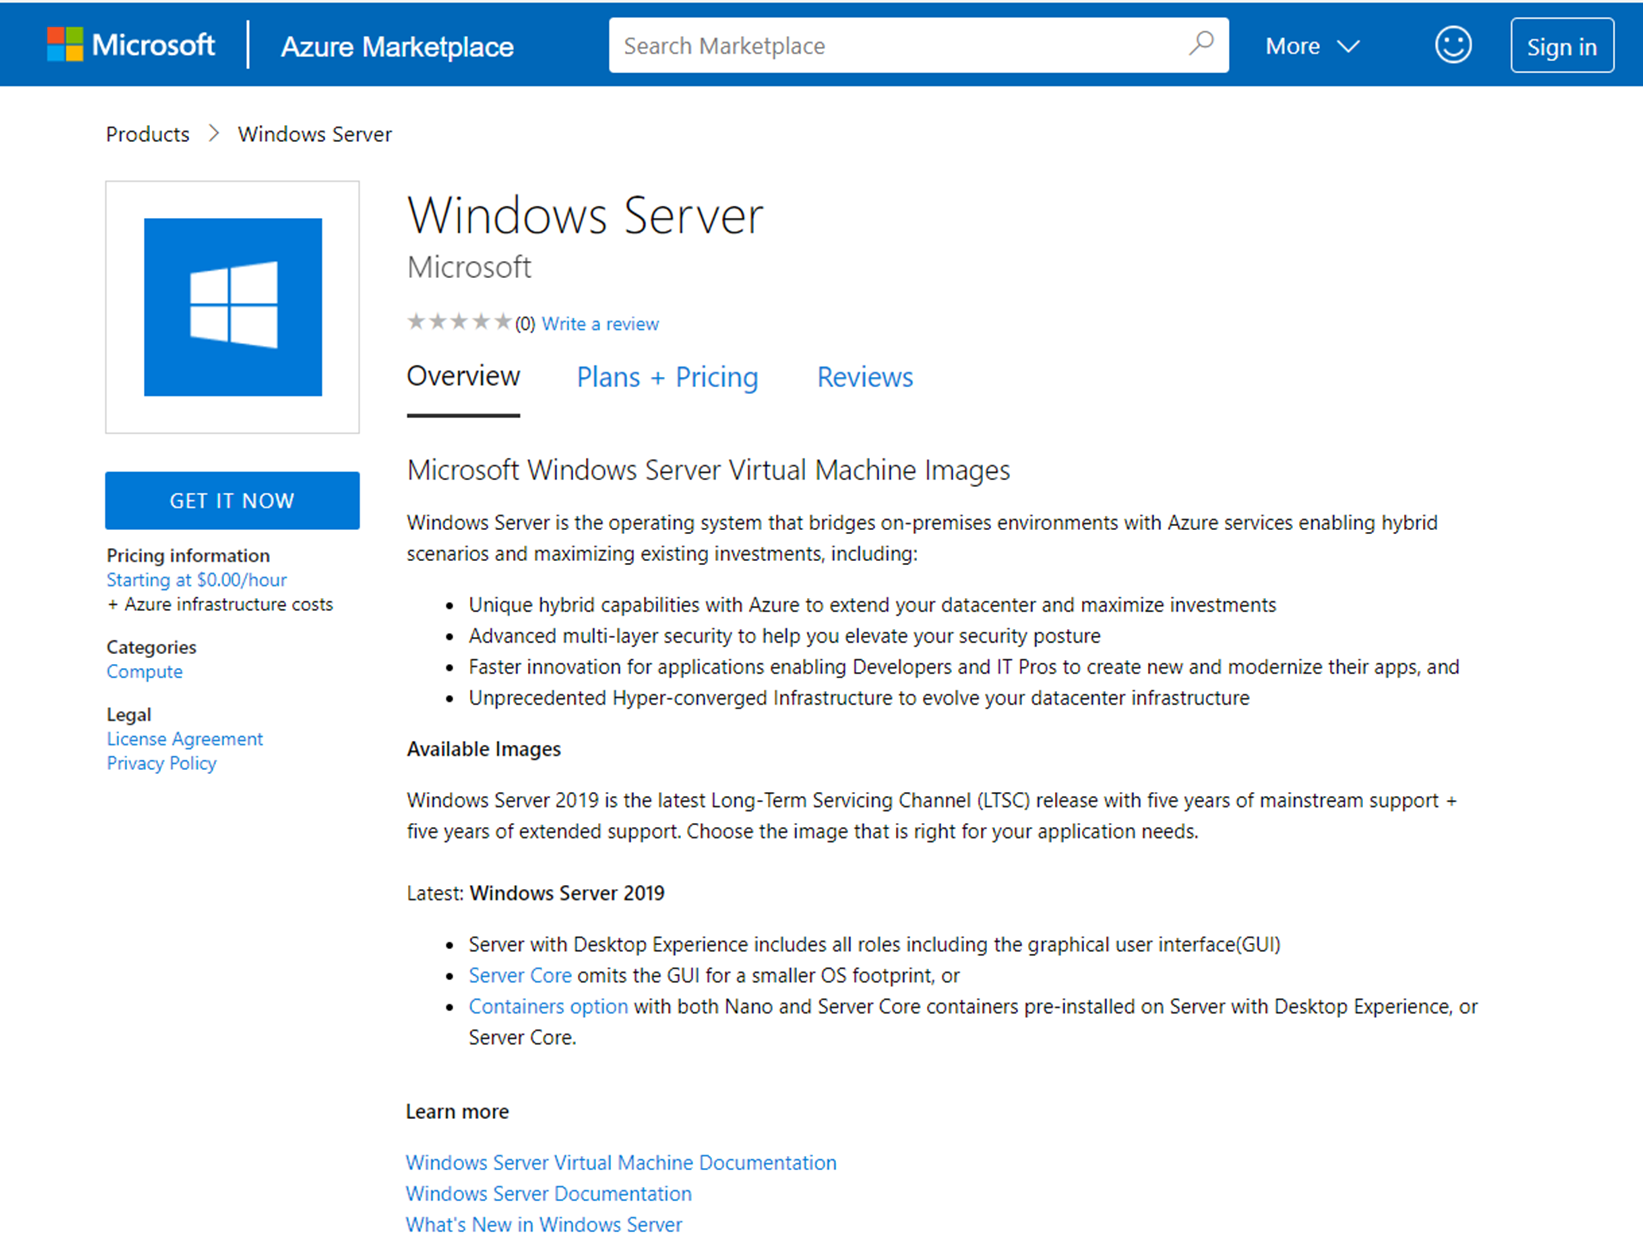 Microsoft | Azure Marketplace Search Marketplace More Sign in
Products > Windows Server
Windows Server
Microsoft
(0) Write a review
Overview Plans + Pricing Reviews
GET IT NOW
Pricing information
Starting at $0.00/hour
+ Azure infrastructure costs
Categories
Compute
Legal
License Agreement
Privacy Policy
Microsoft Windows Server Virtual Machine Images
Windows Server is the operating system that bridges on-premises environments with Azure services enabling hybrid
scenarios and maximizing existing investments, including:
• Unique hybrid capabilities with Azure to extend your datacenter and maximize investments
• Advanced multi-layer security to help you elevate your security posture
• Faster innovation for applications enabling Developers and IT Pros to create new and modernize their apps, and
• Unprecedented Hyper-converged Infrastructure to evolve your datacenter infrastructure
Available Images
Windows Server 2019 is the latest Long-Term Servicing Channel (LTSC) release with five years of mainstream support +
five years of extended support. Choose the image that is right for your application needs.
Latest: Windows Server 2019
• Server with Desktop Experience includes all roles including the graphical user interface(GUI)
• Server Core omits the GUI for a smaller OS footprint, or
• Containers option with both Nano and Server Core containers pre-installed on Server with Desktop Experience, or
Server Core.
Learn more
Windows Server Virtual Machine Documentation
Windows Server Documentation
What's New in Windows Server